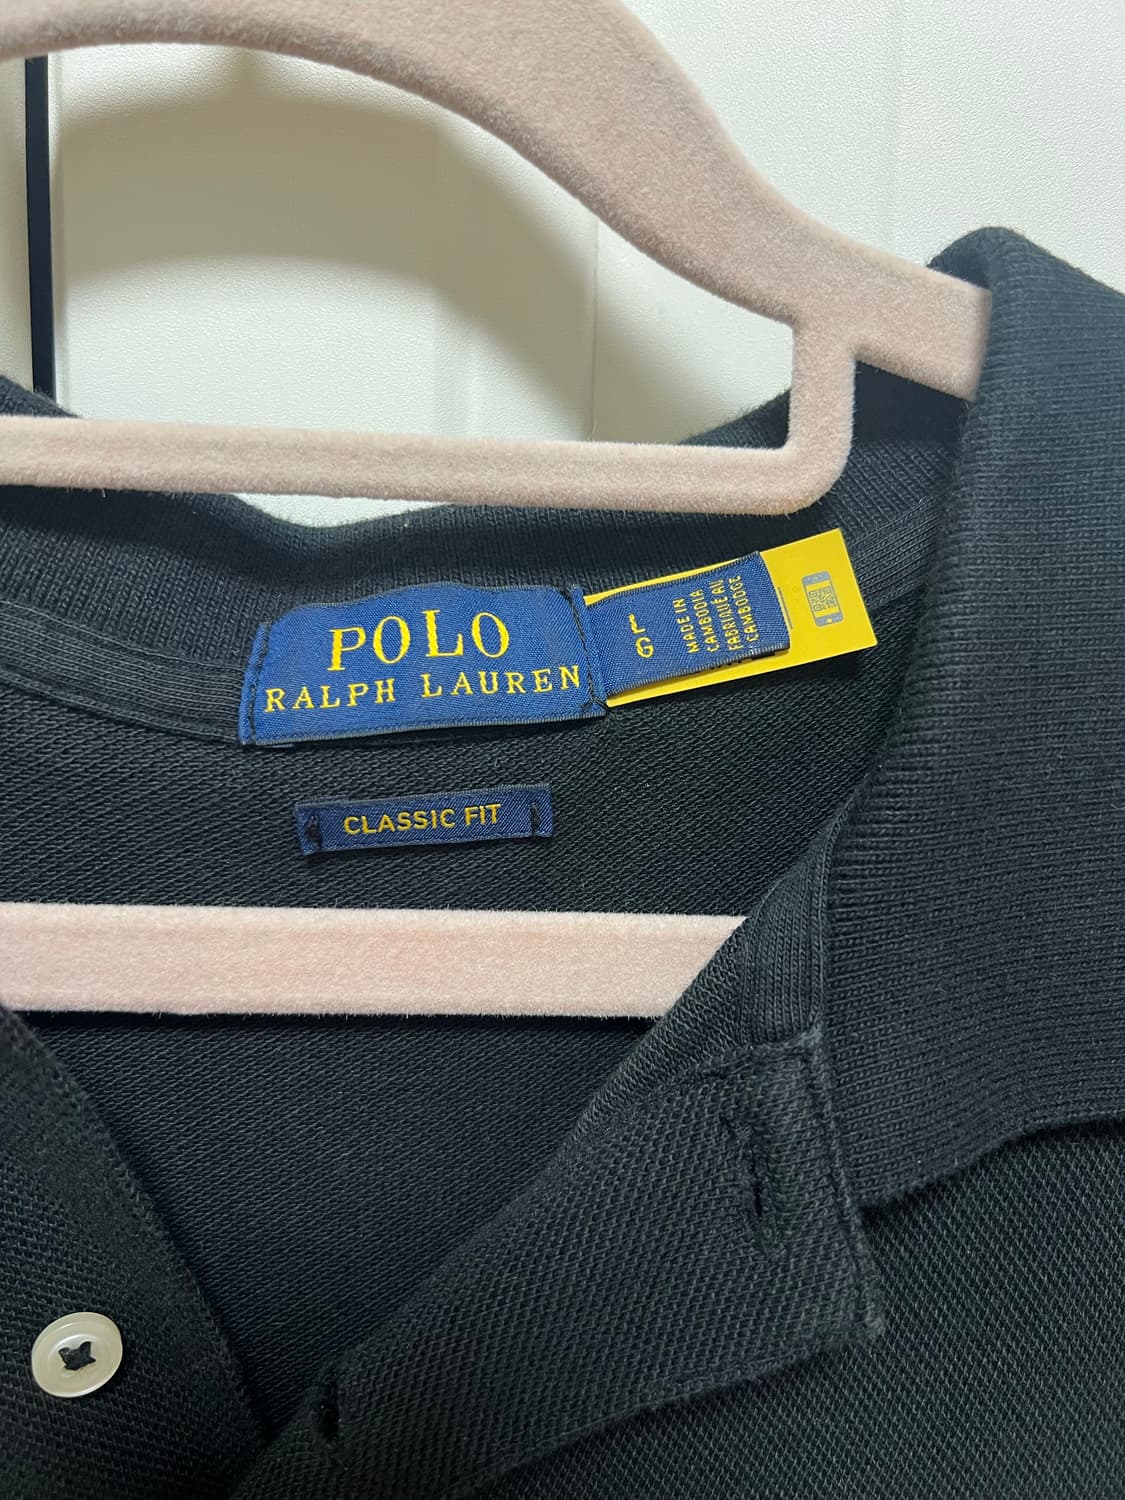 POLO
RALPH LAUREN
G L
MADE IN
CAMBODIA
FABRIQUÉ AU
CAMBODGE
CLASSIC FIT